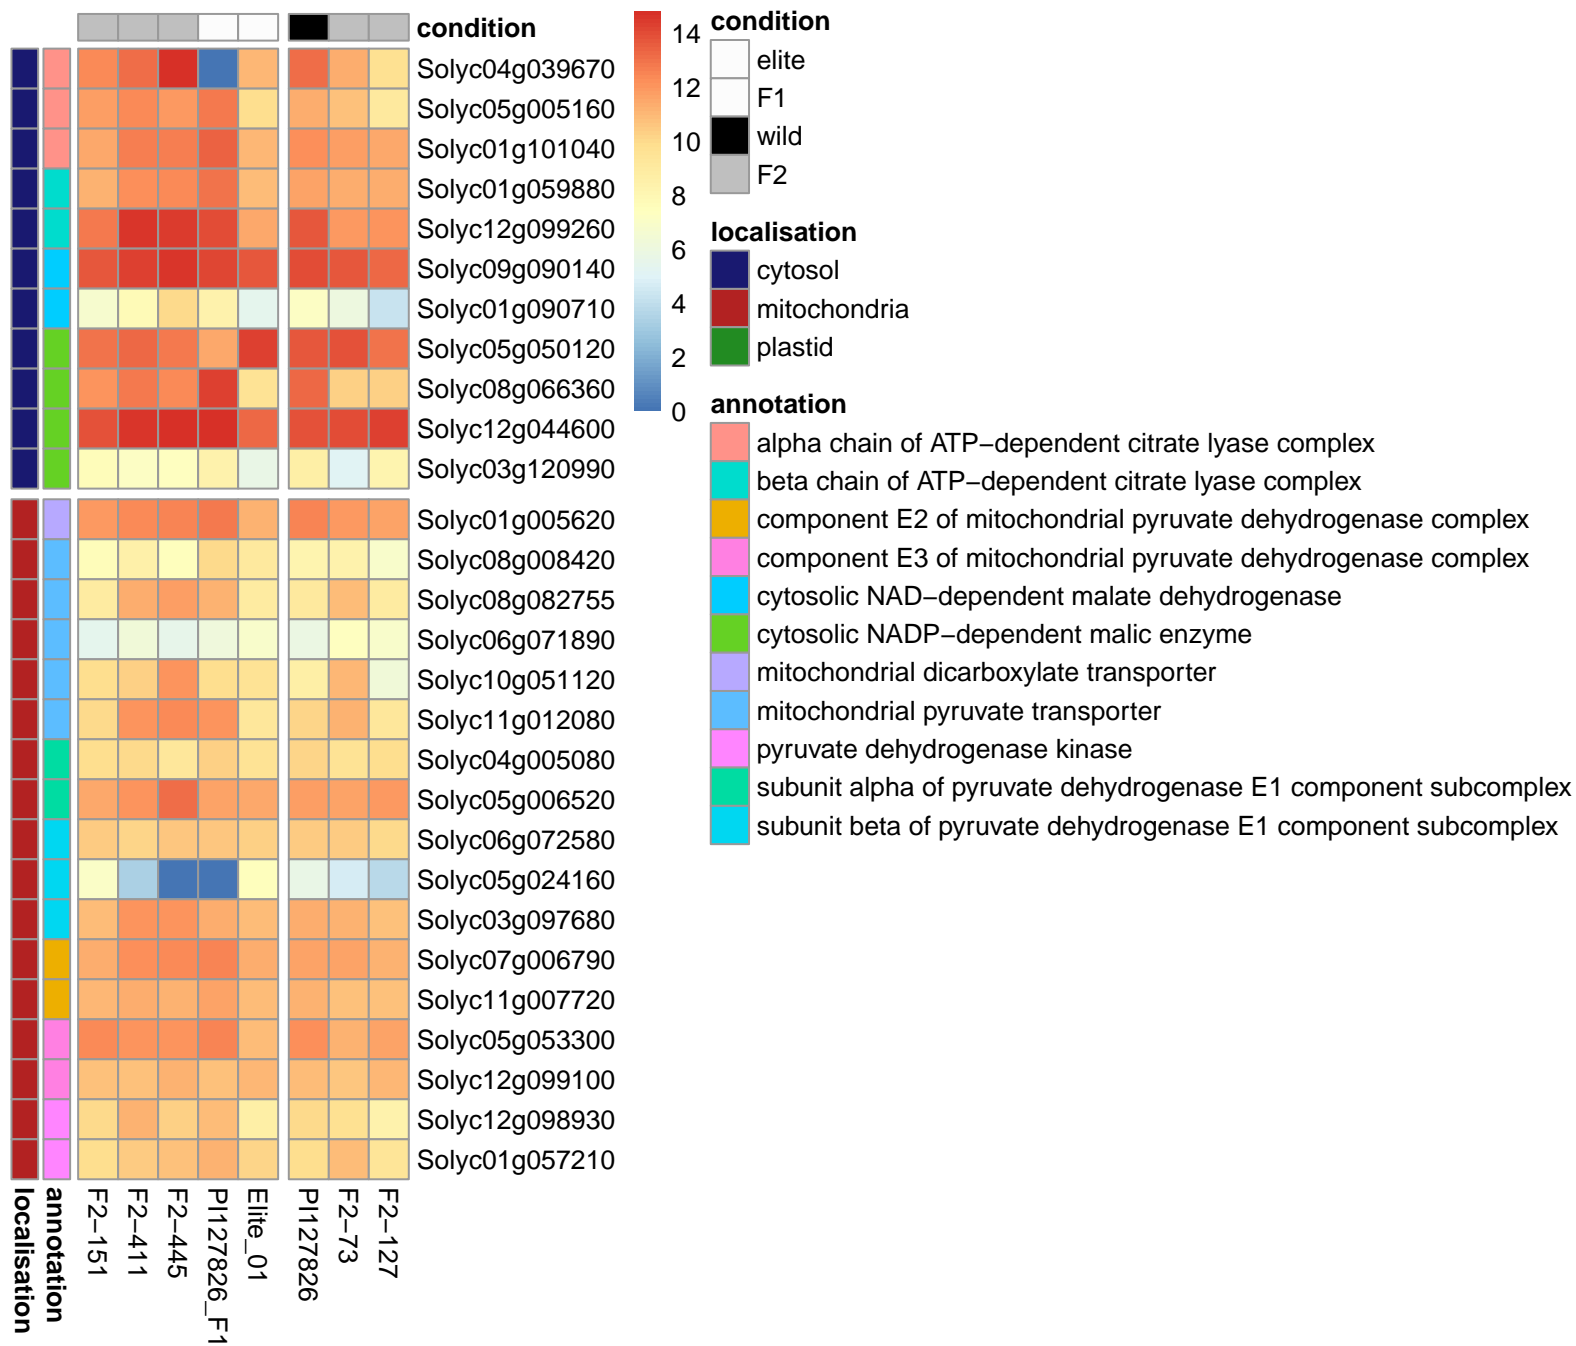 condition
Solyc04g039670
Solyc05g005160
Solyc01g101040
Solyc01g059880
Solyc12g099260
Solyc09g090140
Solyc01g090710
Solyc05g050120
Solyc08g066360
Solyc12g044600
Solyc03g120990
Solyc01g005620
Solyc08g008420
Solyc08g082755
Solyc06g071890
Solyc10g051120
Solyc11g012080
Solyc04g005080
Solyc05g006520
Solyc06g072580
Solyc05g024160
Solyc03g097680
Solyc07g006790
Solyc11g007720
Solyc05g053300
Solyc12g099100
Solyc12g098930
Solyc01g057210
localisation
annotation
F2−151
F2−411
F2−445
PI127826_F1
Elite_01
PI127826
F2−73
F2−127
14
12
10
8
6
4
2
0
condition
elite
F1
wild
F2
localisation
cytosol
mitochondria
plastid
annotation
alpha chain of ATP−dependent citrate lyase complex
beta chain of ATP−dependent citrate lyase complex
component E2 of mitochondrial pyruvate dehydrogenase complex
component E3 of mitochondrial pyruvate dehydrogenase complex
cytosolic NAD−dependent malate dehydrogenase
cytosolic NADP−dependent malic enzyme
mitochondrial dicarboxylate transporter
mitochondrial pyruvate transporter
pyruvate dehydrogenase kinase
subunit alpha of pyruvate dehydrogenase E1 component subcomplex
subunit beta of pyruvate dehydrogenase E1 component subcomplex